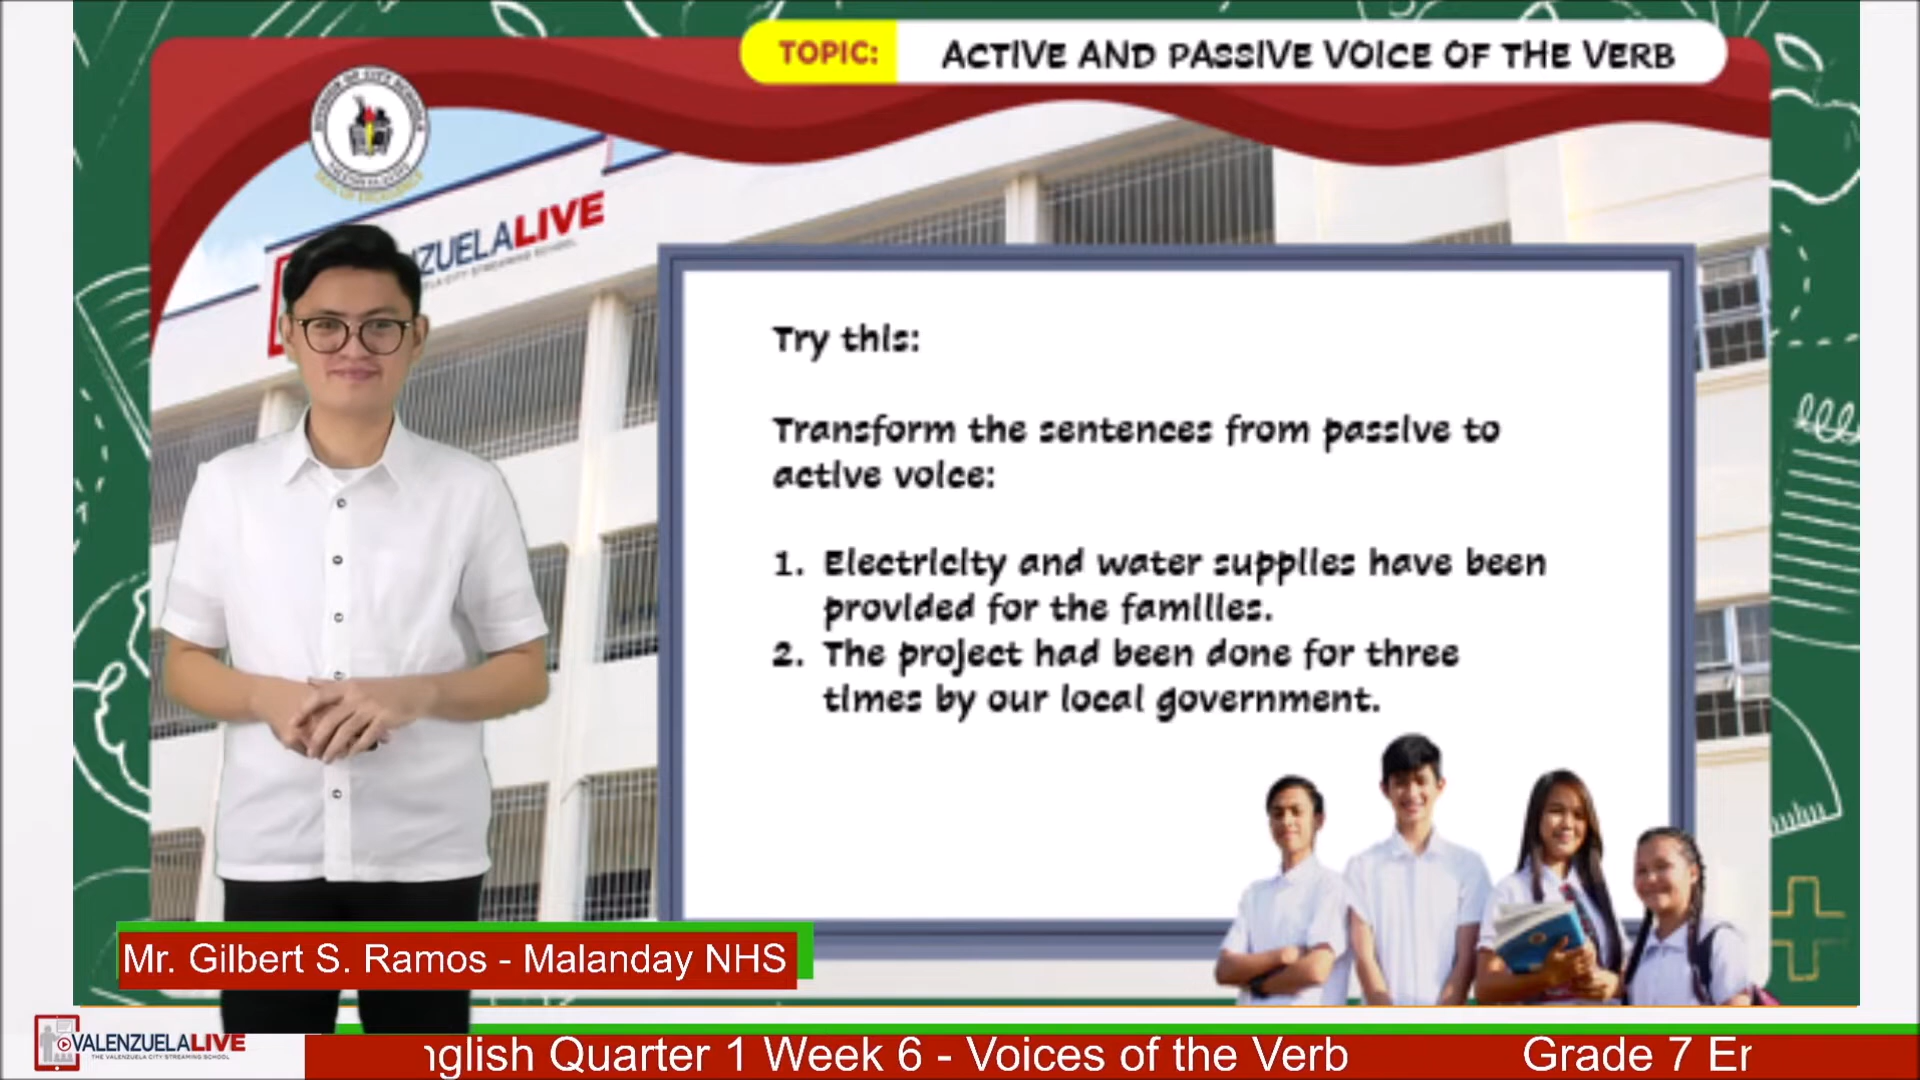 TOPIC: ACTIVE AND PASSIVE VOICE OF THE VERB
ZUELALIVE
Try this:
Transform the sentences from passive to
active voice:
1. Electricity and water supplies have been
provided for the families.
2. The project had been done for three
times by our local government.
Mr. Gilbert S. Ramos - Malanday NHS
VALENZUELALIVE
THE VALENZUELA CITY STREAMING SCHOOL
nglish Quarter 1 Week 6 - Voices of the Verb Grade 7 Er